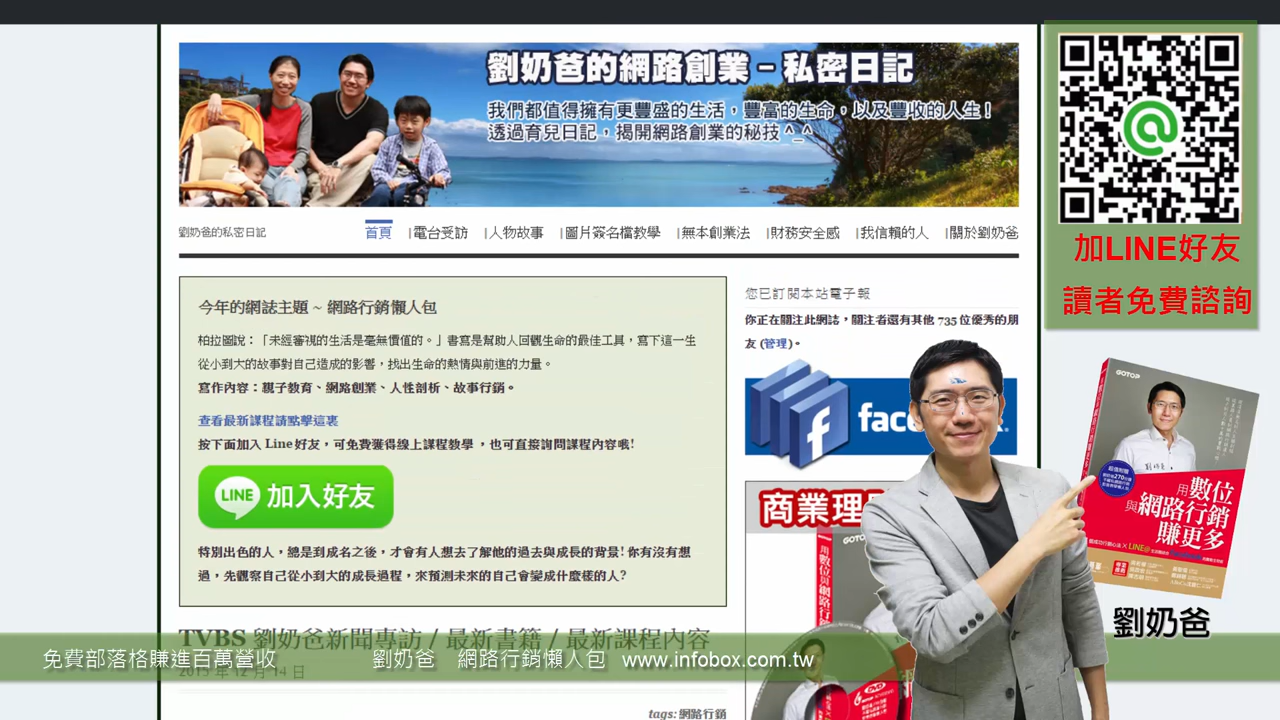 劉奶爸的網路創業－私密日記
我們都值得擁有更豐盛的生活，豐富的生命，以及豐收的人生！
透過育兒日記，揭開網路創業的秘技 ^_^
劉奶爸的私密日記
首頁 |電台受訪 |人物故事 |圖片簽名檔教學 |無本創業法 |財務安全感 |我信賴的人 |關於劉奶爸
今年的網誌主題 ~ 網路行銷懶人包
柏拉圖說：「未經審視的生活是毫無價值的。」書寫是幫助人回觀生命的最佳工具，寫下這一生
從小到大的故事對自己造成的影響，找出生命的熱情與前進的力量。
寫作內容：親子教育、網路創業、人性剖析、故事行銷。
查看最新課程請點擊這裏
按下面加入 Line 好友，可免費獲得線上課程教學 ，也可直接詢問課程內容哦!
LINE 加入好友
特別出色的人，總是到成名之後，才會有人想去了解他的過去與成長的背景! 你有沒有想
過，先觀察自己從小到大的成長過程，來預測未來的自己會變成什麼樣的人?
TVBS 劉奶爸新聞專訪 / 最新書籍 / 最新課程內容
2015 年 12 月 14 日
tags: 網路行銷
您已訂閱本站電子報
你正在關注此網誌，關注者還有其他 735 位優秀的朋
友 (管理)。
商業理
GOTOP
用數位與網路行銷
DVD
加LINE好友
讀者免費諮詢
GOTOP
用數位
與網路行銷
賺更多
劉奶爸
免費部落格賺進百萬營收 劉奶爸 網路行銷懶人包 www.infobox.com.tw